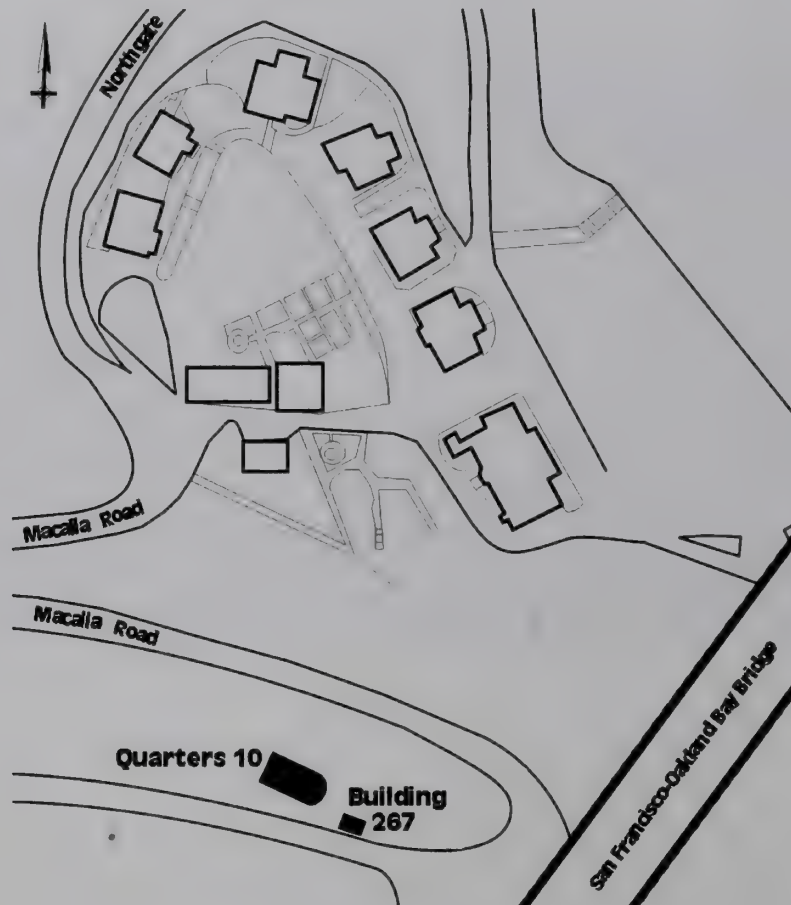 Northgate
Macalla Road
Macalla Road
Quarters 10
Building
267
San Francisco-Oakland Bay Bridge